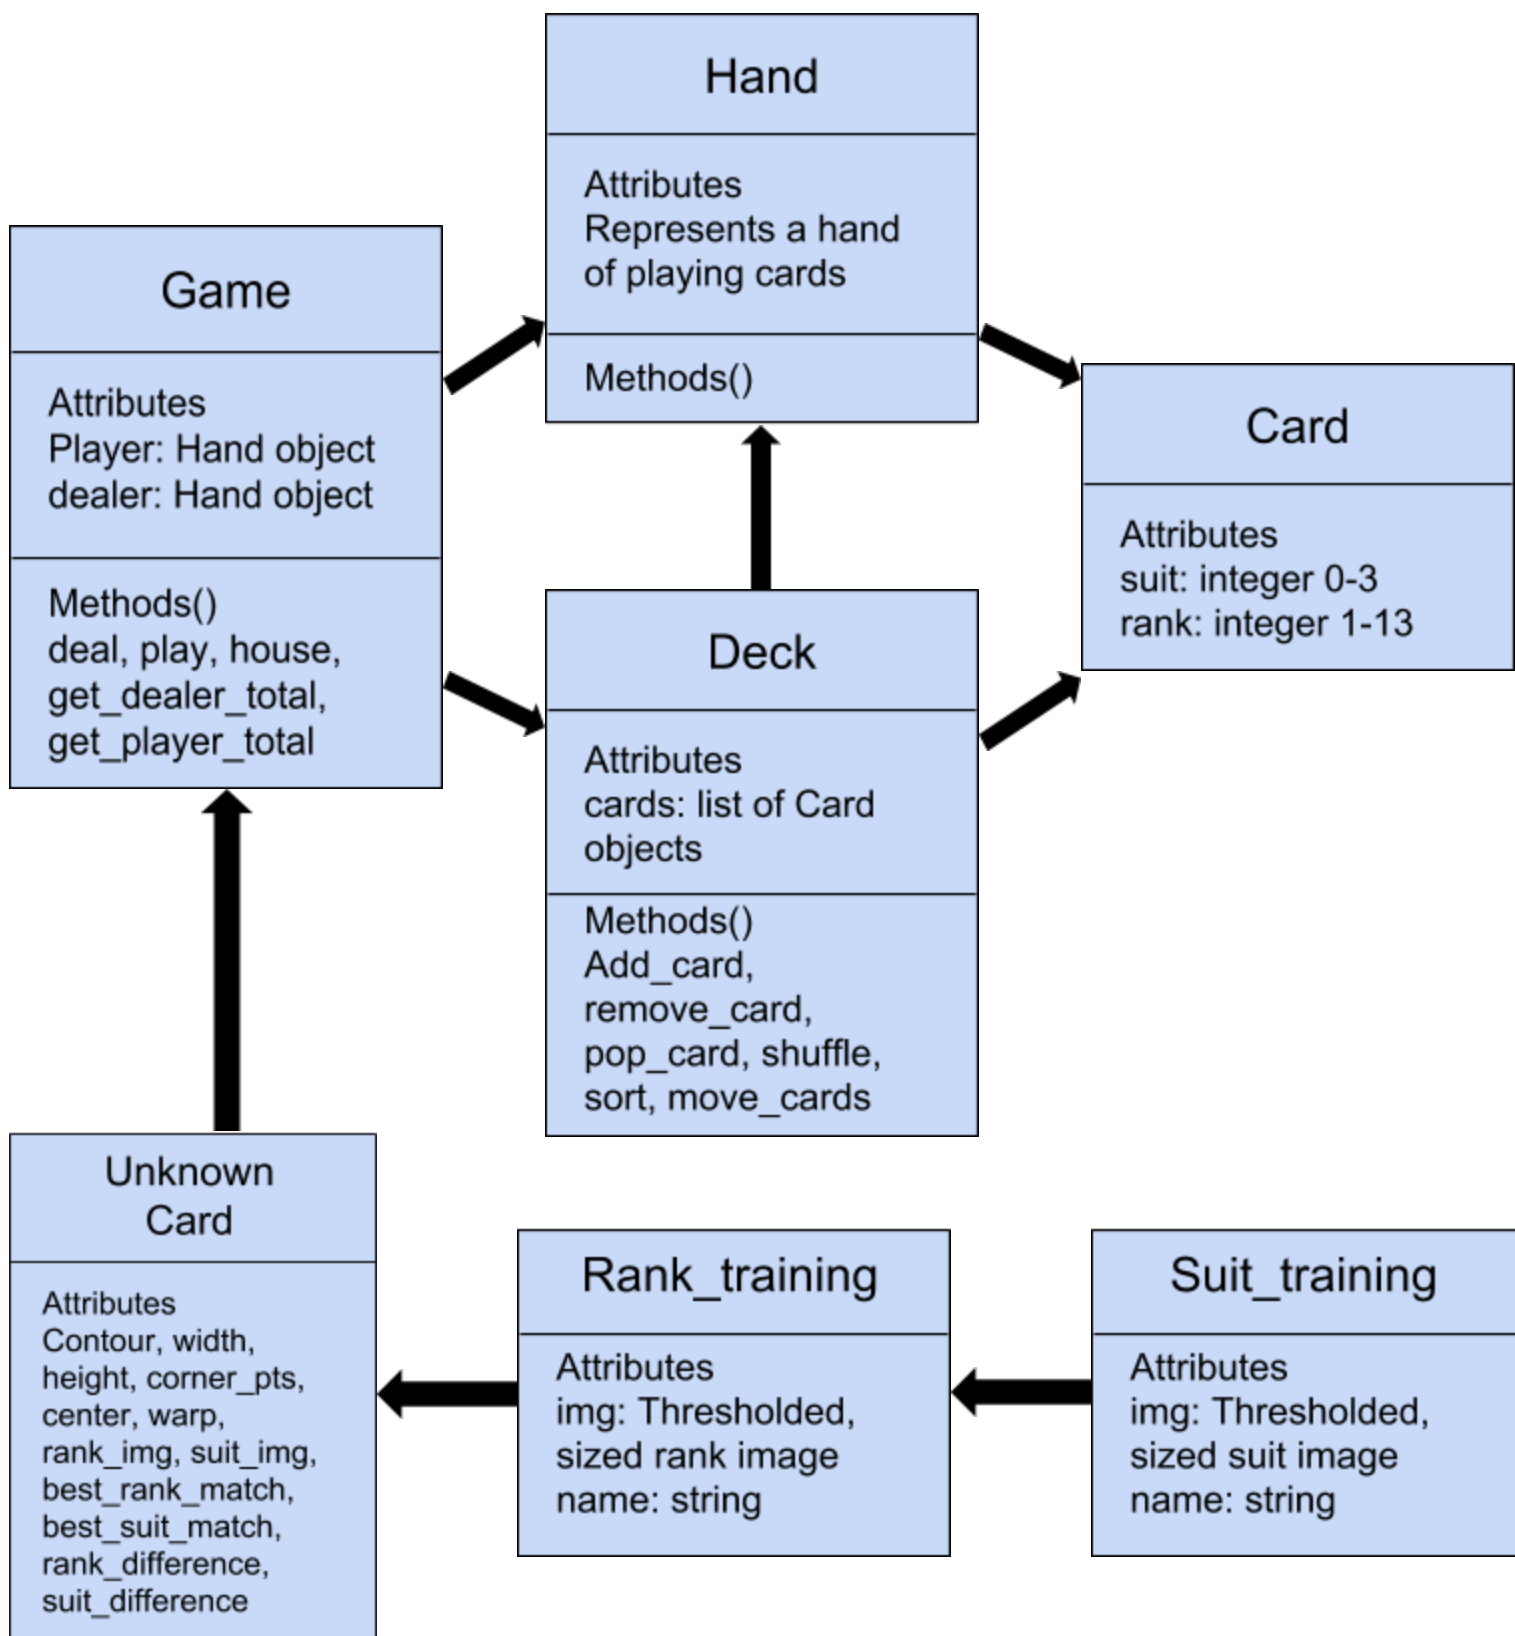 Hand
Attributes
Represents a hand
of playing cards
Methods()
Game
Attributes
Player: Hand object
dealer: Hand object
Methods()
deal, play, house,
get_dealer_total,
get_player_total
Card
Attributes
suit: integer 0-3
rank: integer 1-13
Deck
Attributes
cards: list of Card
objects
Methods()
Add_card,
remove_card,
pop_card, shuffle,
sort, move_cards
Unknown
Card
Attributes
Contour, width,
height, corner_pts,
center, warp,
rank_img, suit_img,
best_rank_match,
best_suit_match,
rank_difference,
suit_difference
Rank_training
Attributes
img: Thresholded,
sized rank image
name: string
Suit_training
Attributes
img: Thresholded,
sized suit image
name: string